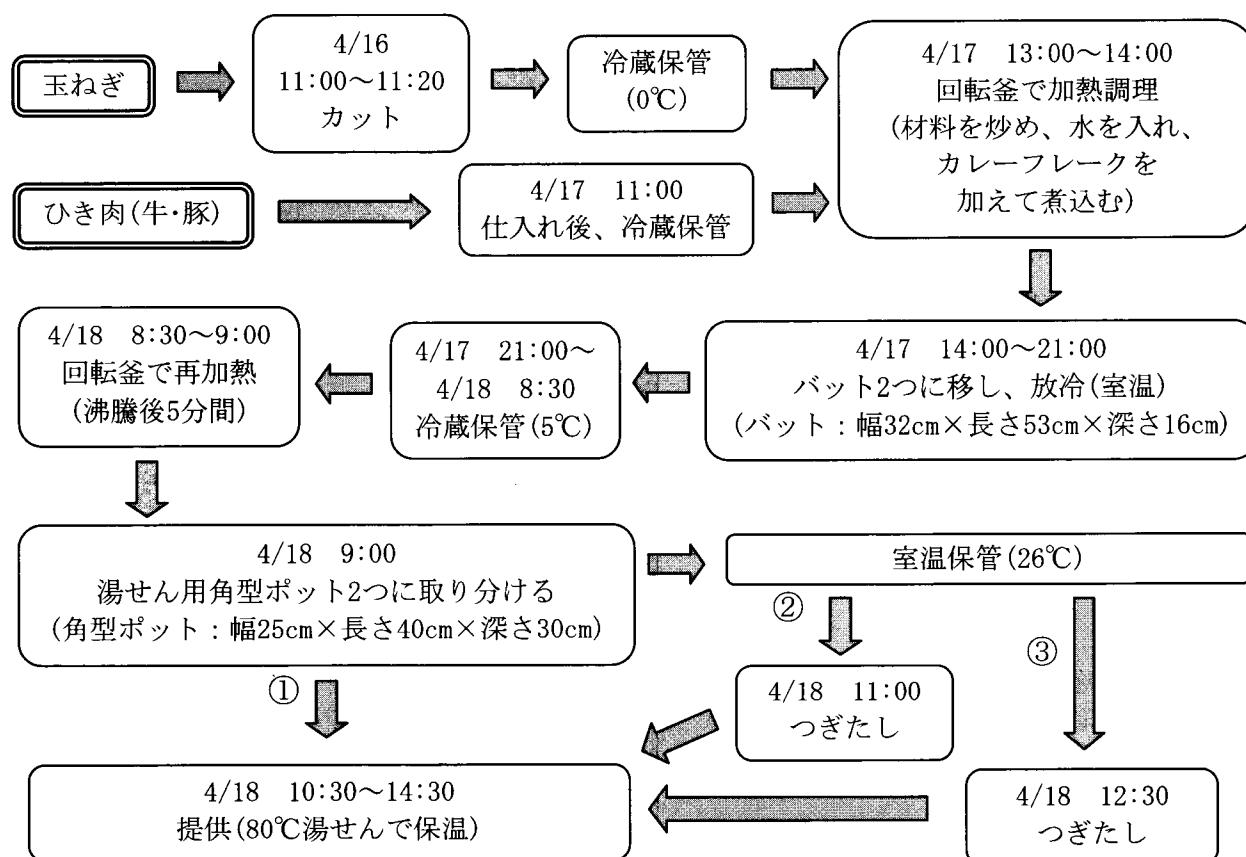 玉ねぎ
4/16
11:00～11:20
カット
冷蔵保管
(0℃)
4/17 13:00～14:00
回転釜で加熱調理
(材料を炒め、水を入れ、
カレーフレークを
加えて煮込む)
ひき肉(牛・豚)
4/17 11:00
仕入れ後、冷蔵保管
4/18 8:30～9:00
回転釜で再加熱
(沸騰後5分間)
4/17 21:00～
4/18 8:30
冷蔵保管(5℃)
4/17 14:00～21:00
バット2つに移し、放冷(室温)
(バット：幅32cm×長さ53cm×深さ16cm)
4/18 9:00
湯せん用角型ポット2つに取り分ける
(角型ポット：幅25cm×長さ40cm×深さ30cm)
室温保管(26℃)
①
②
③
4/18 11:00
つぎたし
4/18 10:30～14:30
提供(80℃湯せんで保温)
4/18 12:30
つぎたし